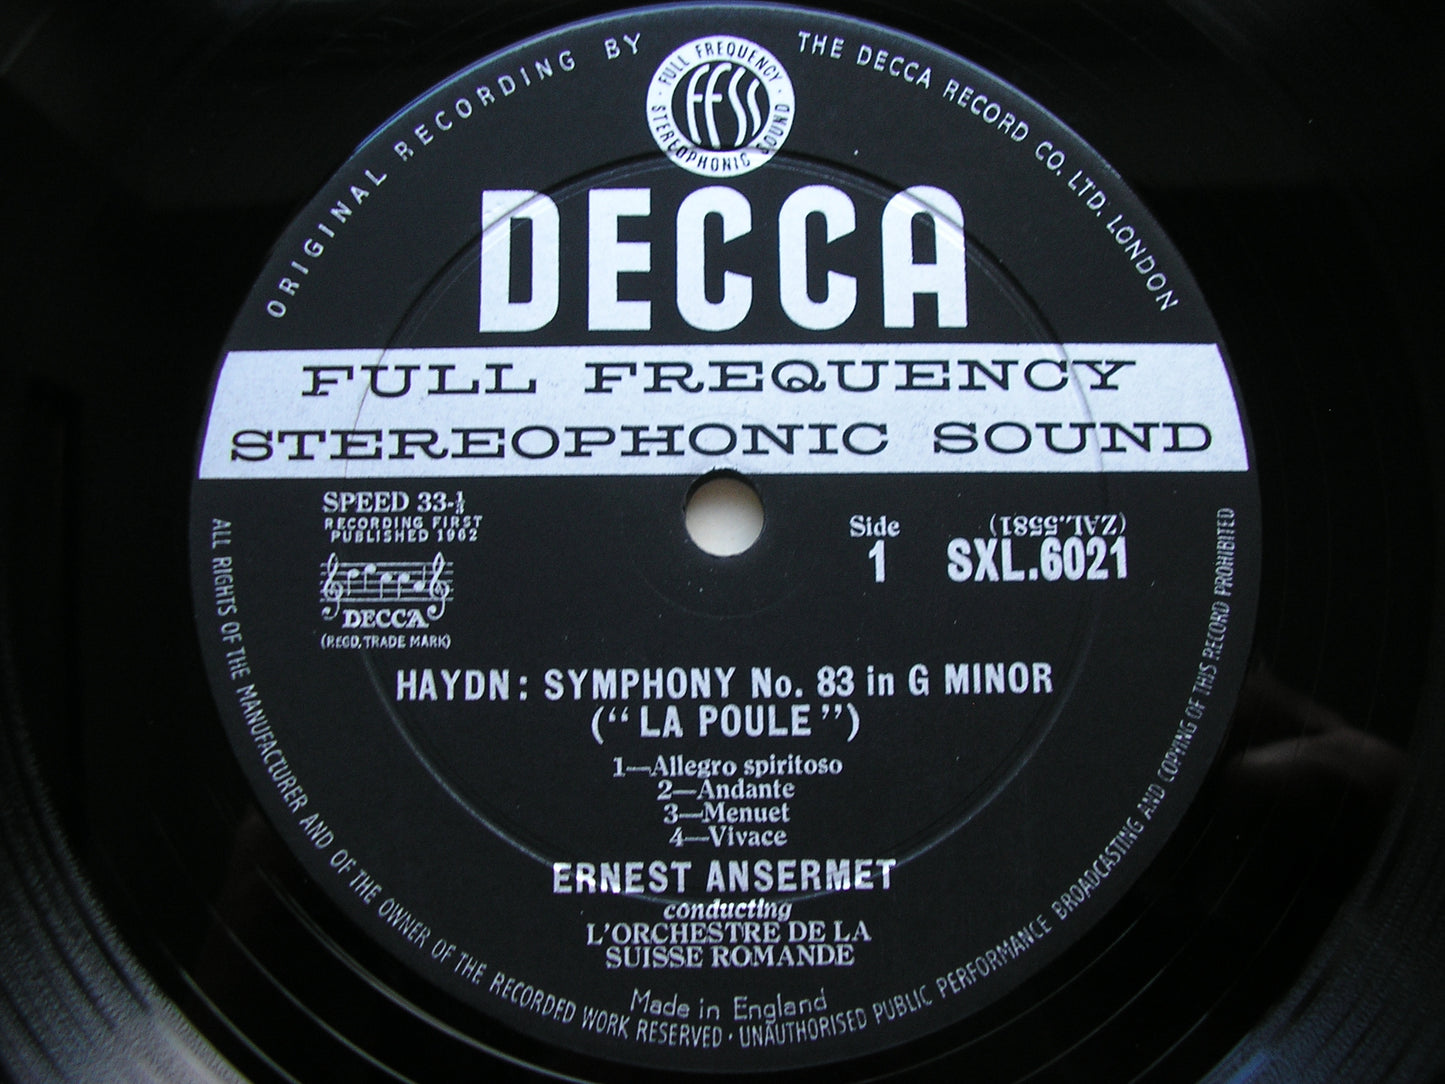 ORIGINAL RECORDING BY
THE DECCA RECORD CO. LTD. LONDON
· FULL FREQUENCY · STEREOPHONIC SOUND
FFSS
DECCA
FULL FREQUENCY
STEREOPHONIC SOUND
SPEED 33-⅓
RECORDING FIRST
PUBLISHED 1962
DECCA
(REGD. TRADE MARK)
Side
1
(ZAL.5581)
SXL.6021
HAYDN: SYMPHONY No. 83 in G MINOR
(“LA POULE”)
1—Allegro spiritoso
2—Andante
3—Menuet
4—Vivace
ERNEST ANSERMET
conducting
L'ORCHESTRE DE LA
SUISSE ROMANDE
Made in England
ALL RIGHTS OF THE MANUFACTURER AND OF THE OWNER OF THE RECORDED WORK RESERVED · UNAUTHORISED PUBLIC PERFORMANCE BROADCASTING AND COPYING OF THIS RECORD PROHIBITED